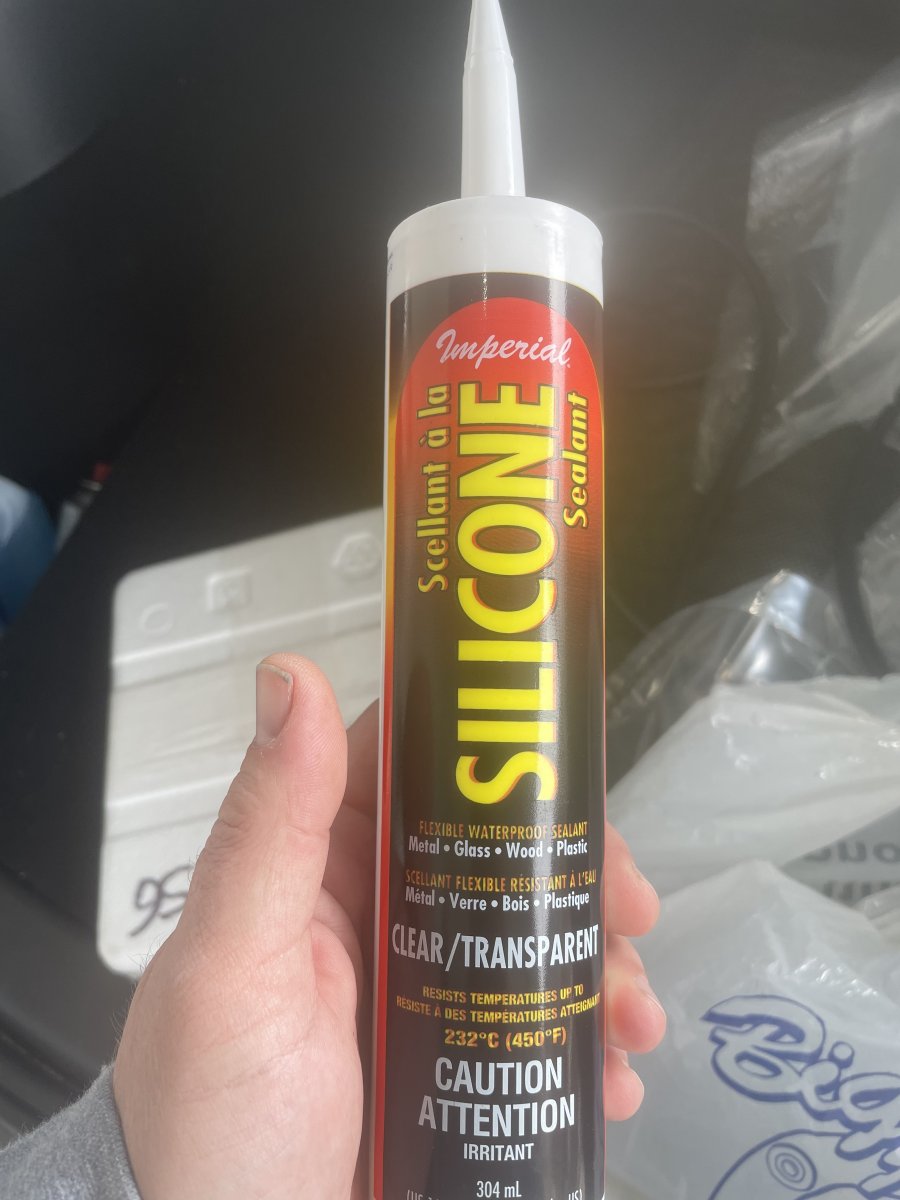 Imperial
Scellant à la
SILICONE
Sealant
FLEXIBLE WATERPROOF SEALANT
Metal • Glass • Wood • Plastic
SCELLANT FLEXIBLE RÉSISTANT À L'EAU
Métal • Verre • Bois • Plastique
CLEAR/TRANSPARENT
RESISTS TEMPERATURES UP TO
RÉSISTE À DES TEMPÉRATURES ATTEIGNANT
232°C (450°F)
CAUTION
ATTENTION
IRRITANT
304 mL
56